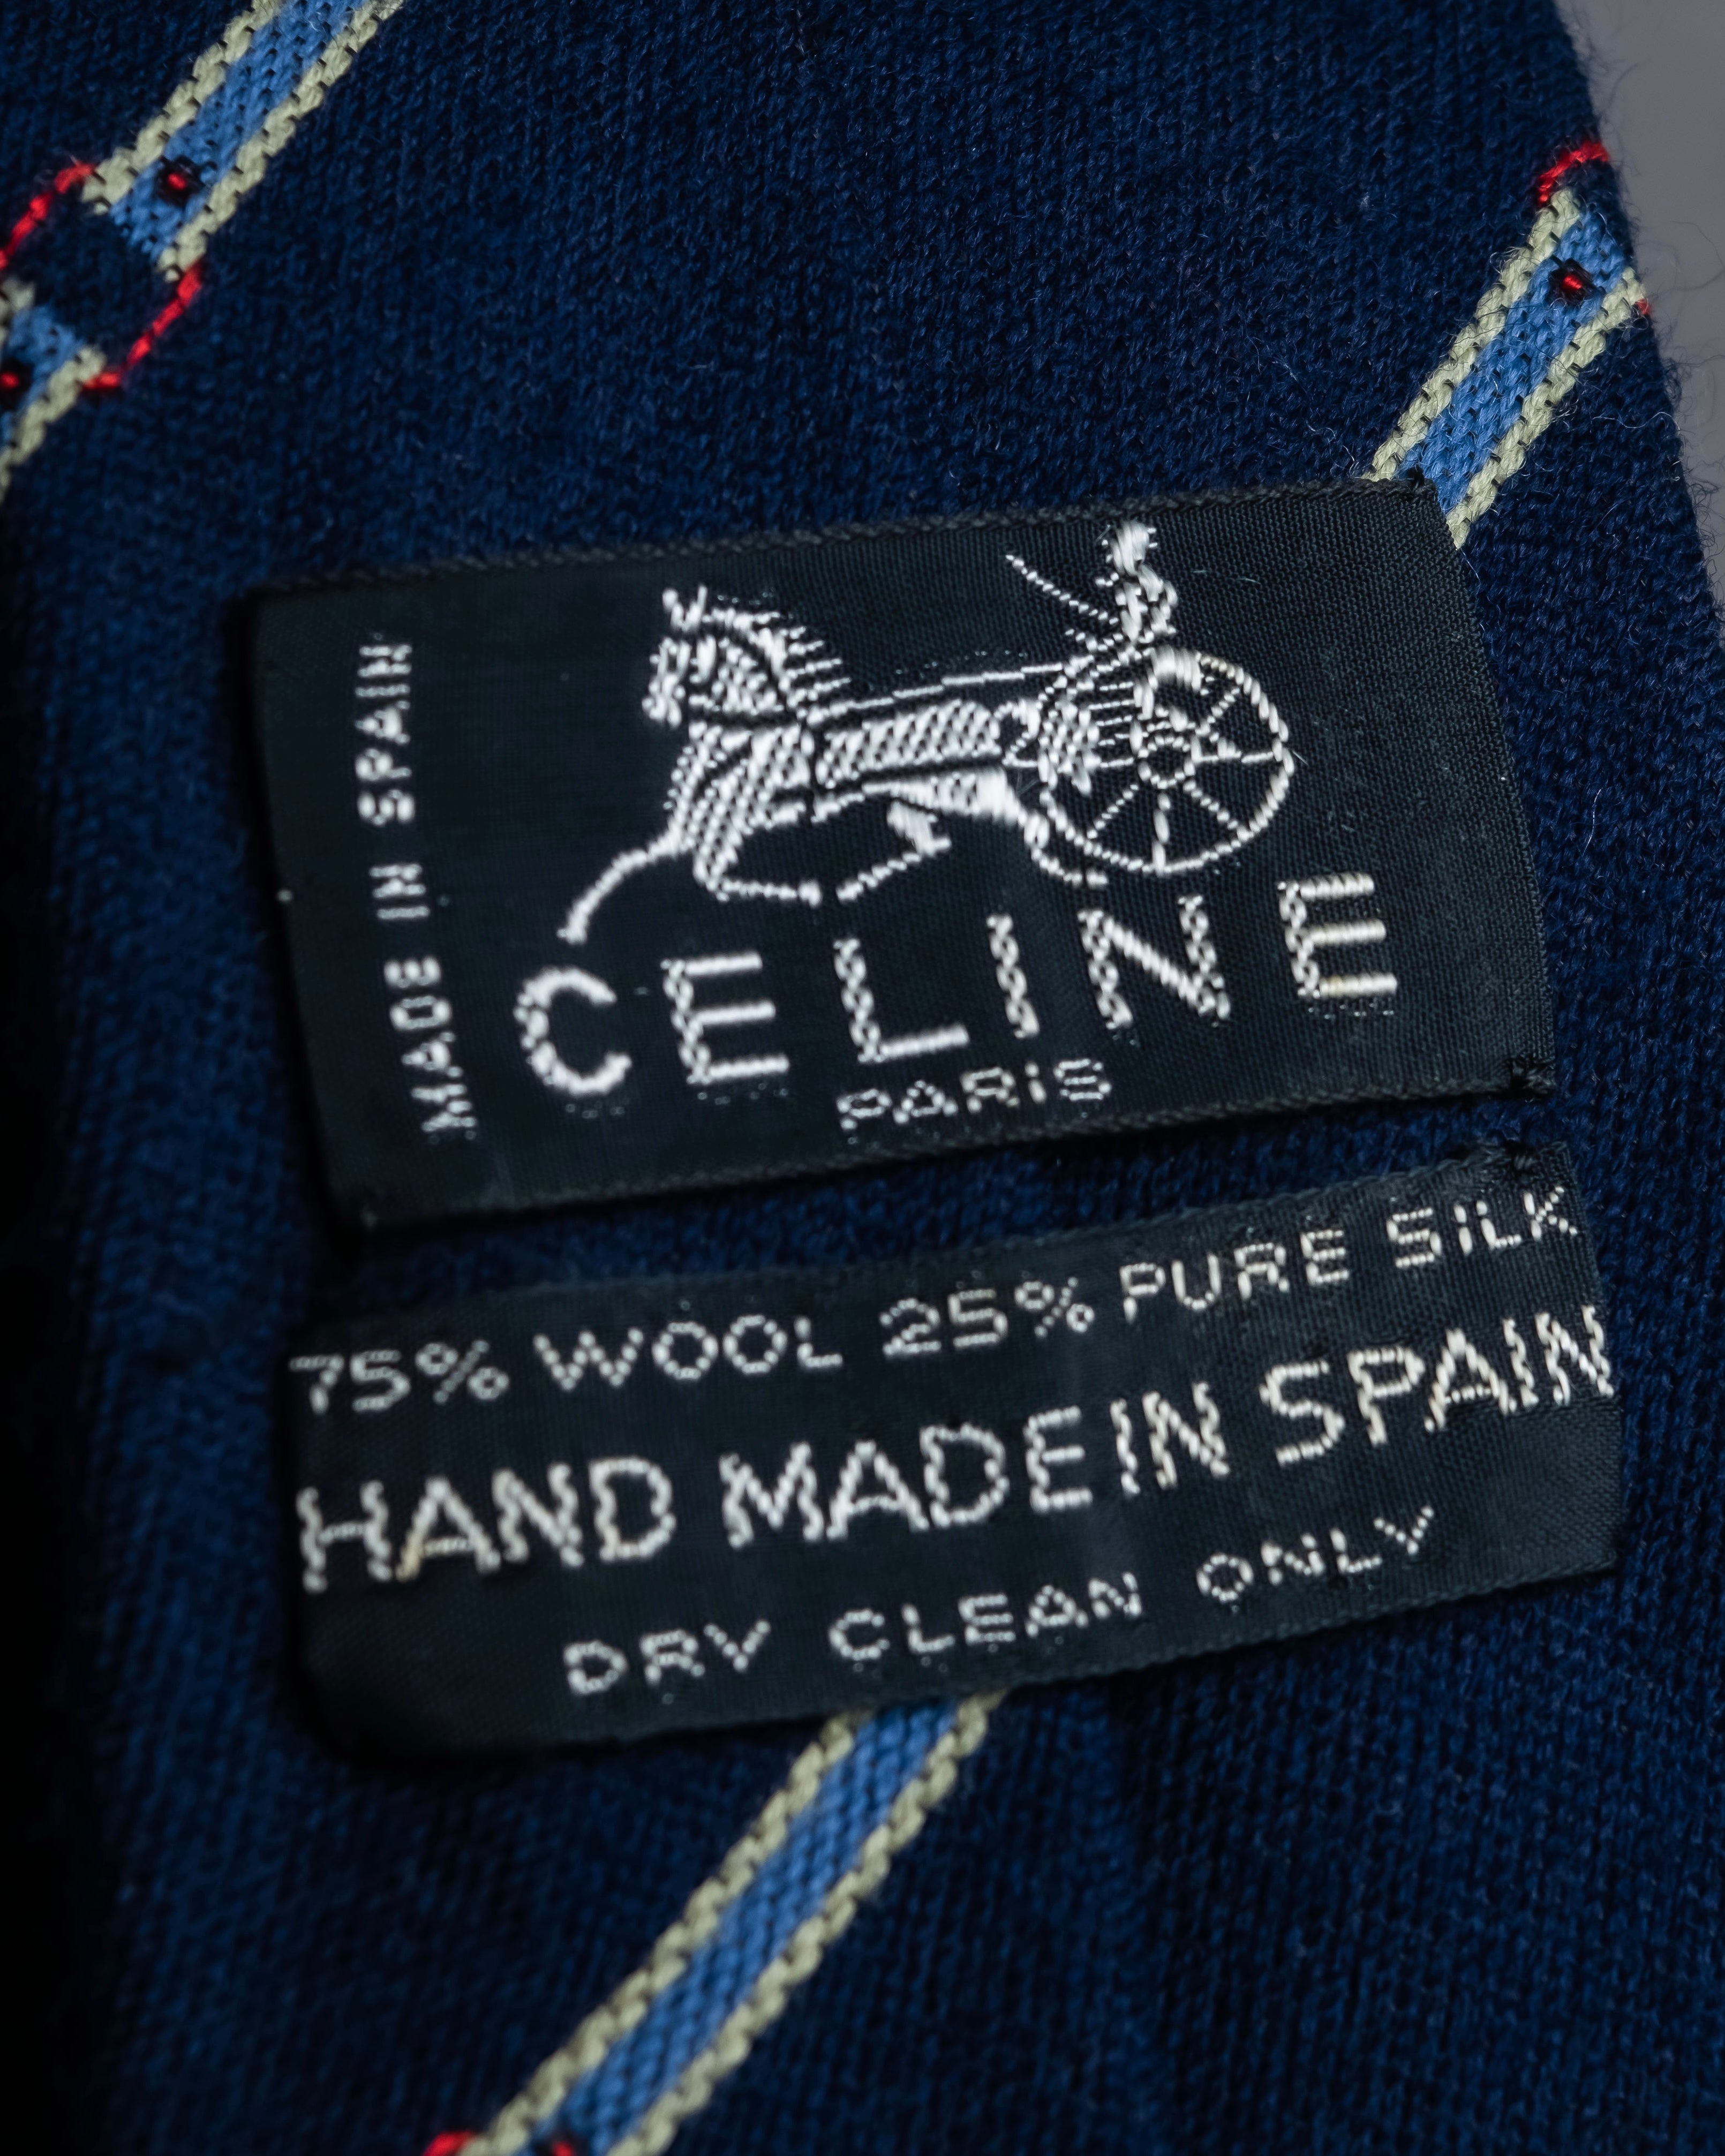 MADE IN SPAIN
CELINE
PARIS
75% WOOL 25% PURE SILK
HAND MADE IN SPAIN
DRY CLEAN ONLY